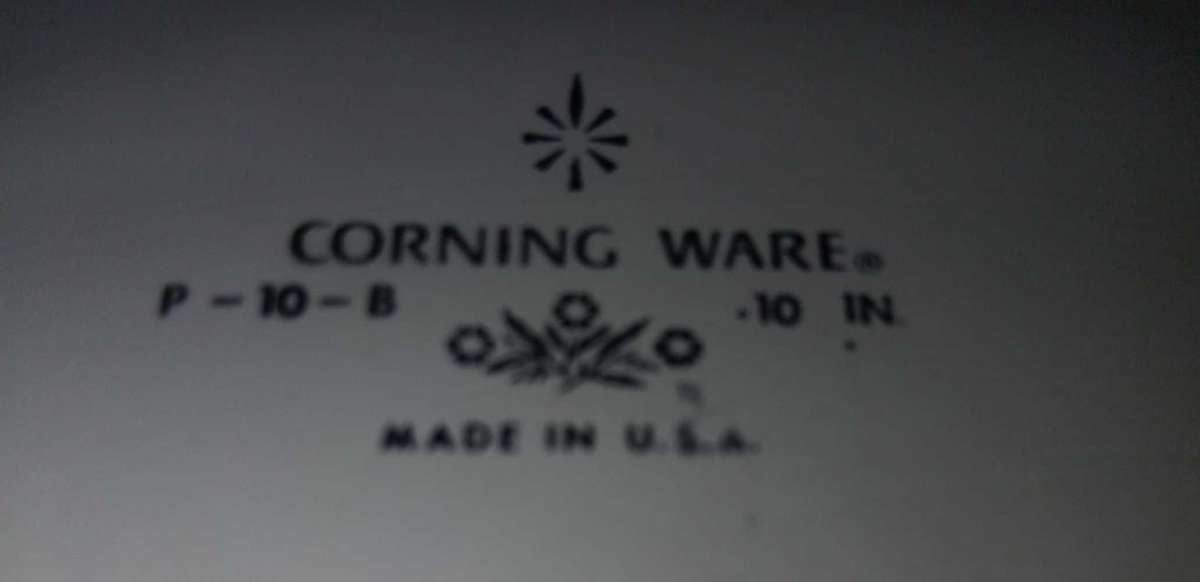 CORNING WARE®
P - 10 - B .10 IN.
MADE IN U.S.A.